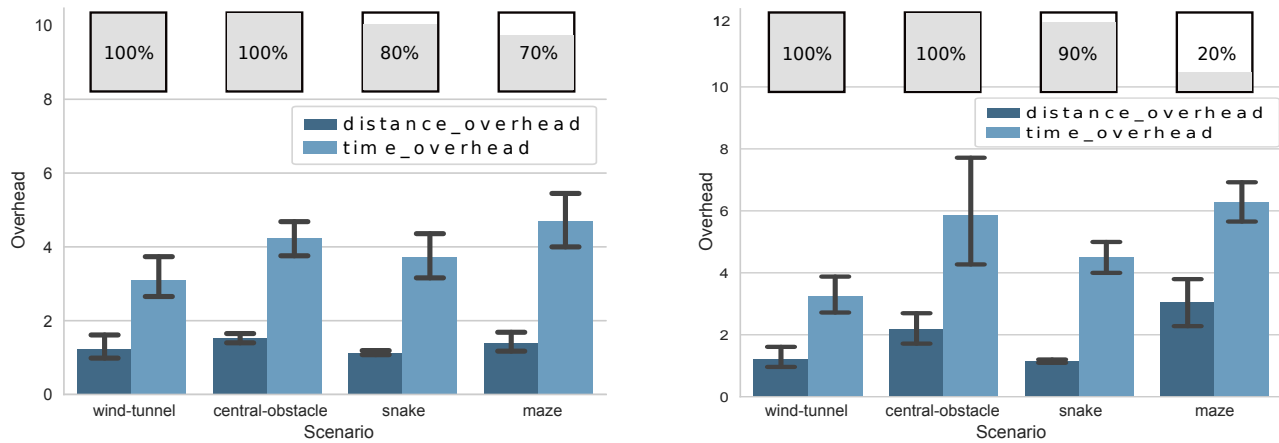 10
8
6
4
2
0
Overhead
100%
100%
80%
70%
distance_overhead
time_overhead
wind-tunnel
central-obstacle
snake
maze
Scenario
12
10
8
6
4
2
0
Overhead
100%
100%
90%
20%
distance_overhead
time_overhead
wind-tunnel
central-obstacle
snake
maze
Scenario